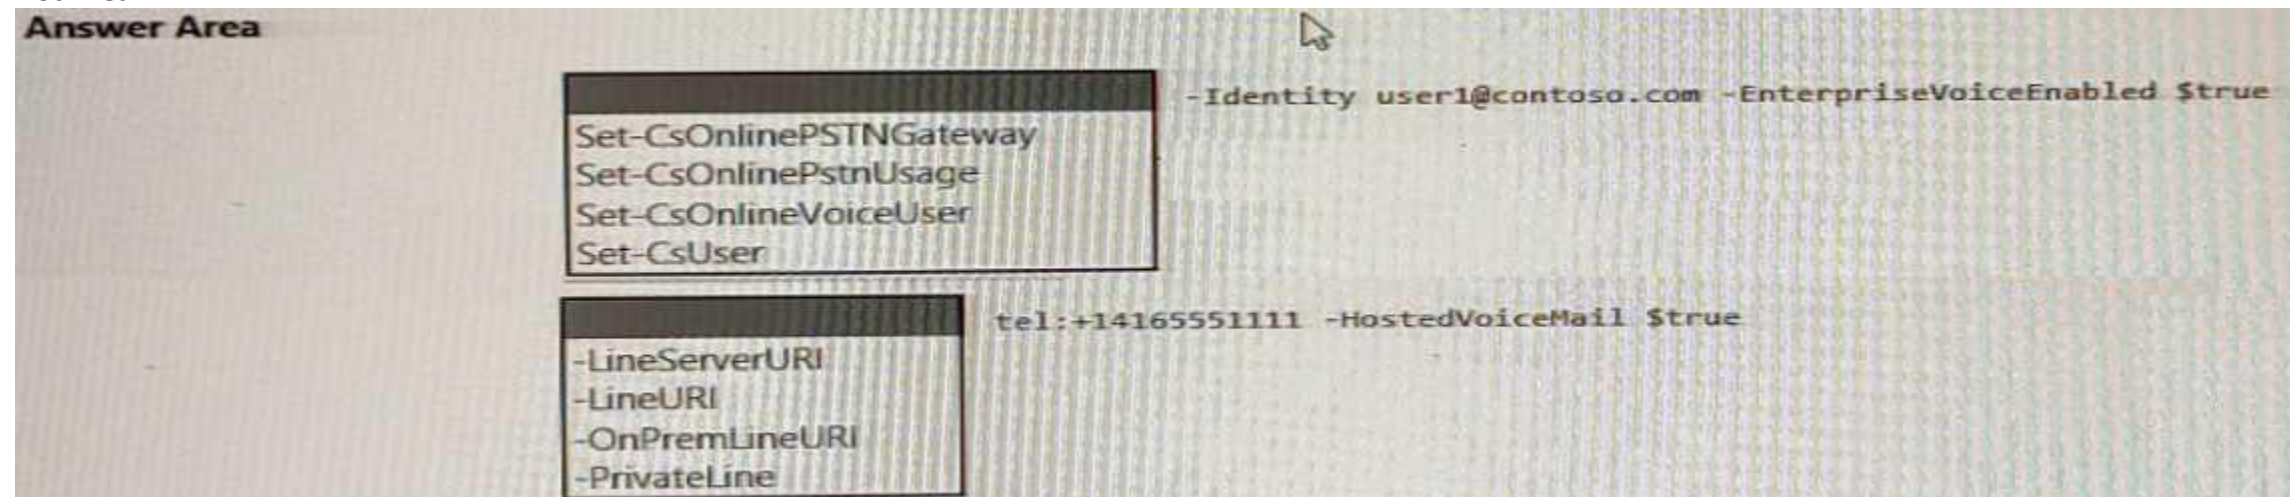 Answer Area
-Identity user1@contoso.com -EnterpriseVoiceEnabled $true
Set-CsOnlinePSTNGateway
Set-CsOnlinePstnUsage
Set-CsOnlineVoiceUser
Set-CsUser
tel:+14165551111 -HostedVoiceMail $true
-LineServerURI
-LineURI
-OnPremLineURI
-PrivateLine